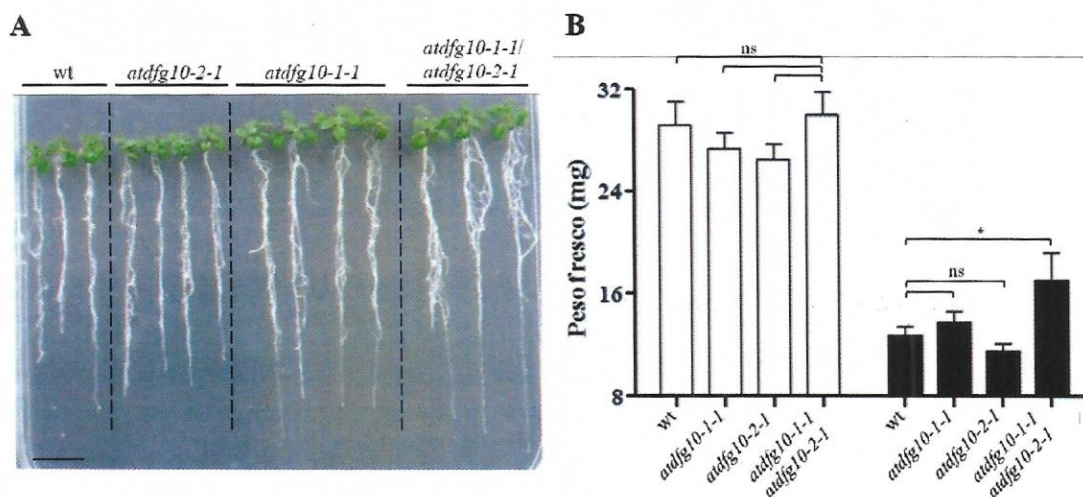 A
wt
atdfg10-2-1
atdfg10-1-1
atdfg10-1-1/
atdfg10-2-1
B
Peso fresco (mg)
32
24
16
8
ns
ns
*
wt
atdfg10-1-1
atdfg10-2-1
atdfg10-1-1
atdfg10-2-1
wt
atdfg10-1-1
atdfg10-2-1
atdfg10-1-1
atdfg10-2-1